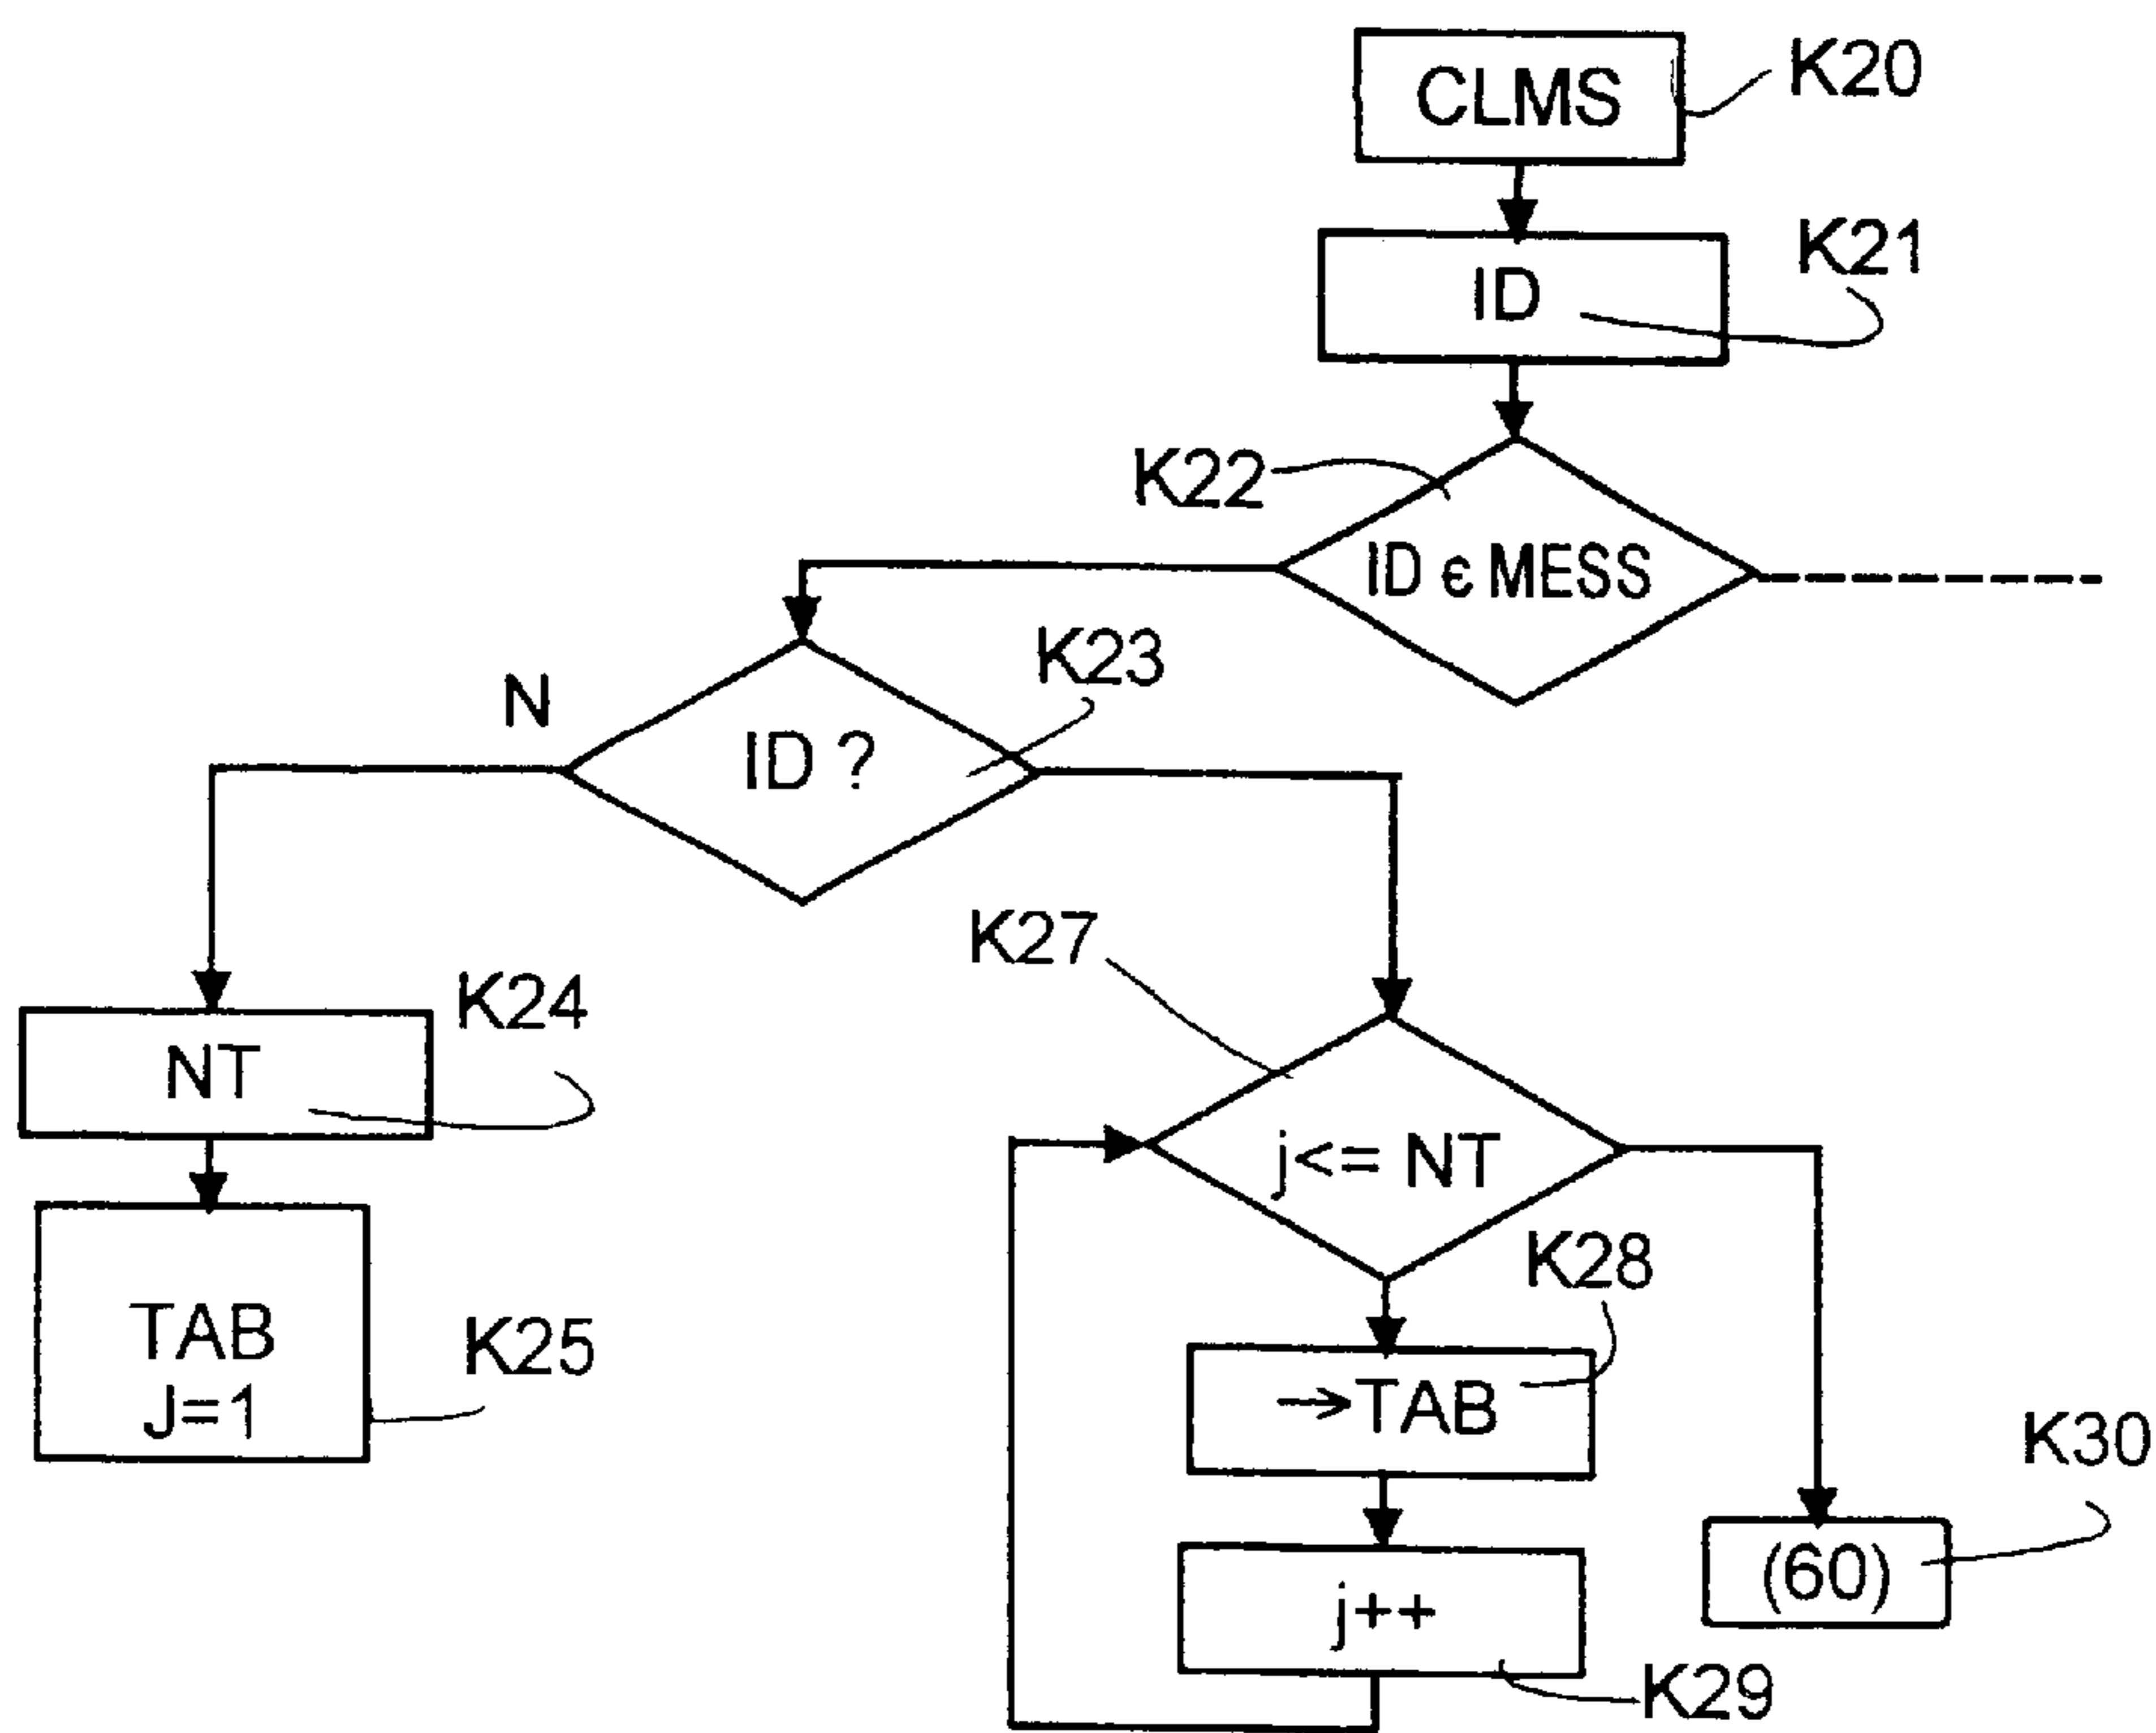 CLMS
K20
K21
ID
K22
ID є MESS
K23
N
ID ?
K27
K24
NT
j<= NT
K28
TAB
J=1
K25
→TAB
K30
(60)
j++
K29